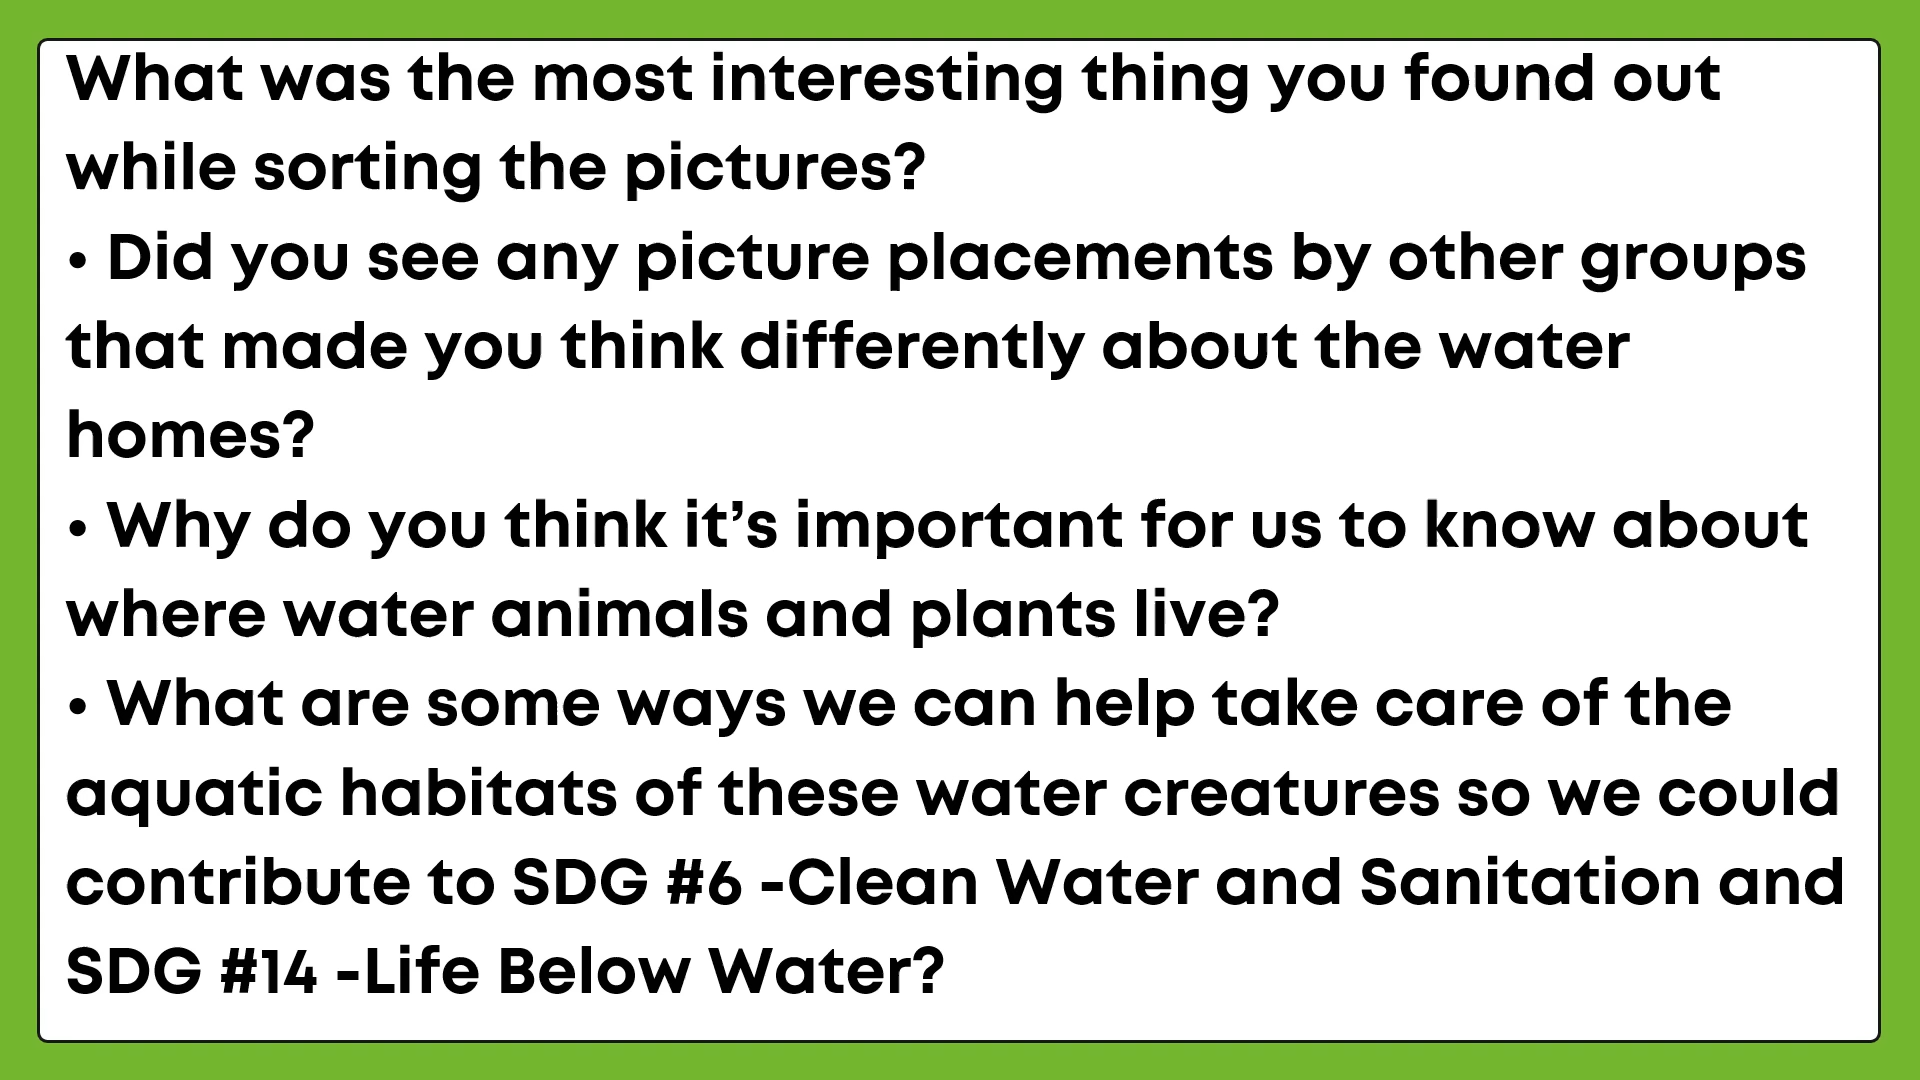 What was the most interesting thing you found out
while sorting the pictures?
• Did you see any picture placements by other groups
that made you think differently about the water
homes?
• Why do you think it’s important for us to know about
where water animals and plants live?
• What are some ways we can help take care of the
aquatic habitats of these water creatures so we could
contribute to SDG #6 -Clean Water and Sanitation and
SDG #14 -Life Below Water?